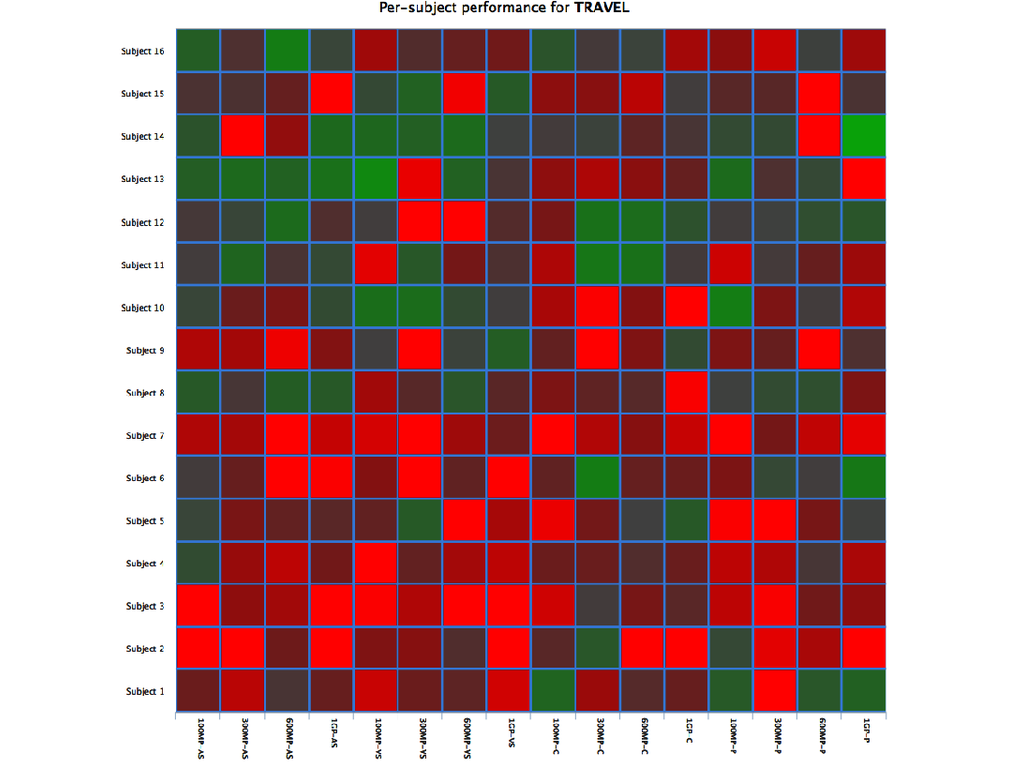 Per-subject performance for TRAVEL
Subject 16
Subject 15
Subject 14
Subject 13
Subject 12
Subject 11
Subject 10
Subject 9
Subject 8
Subject 7
Subject 6
Subject 5
Subject 4
Subject 3
Subject 2
Subject 1
100MP-AS
300MP-AS
600MP-AS
1GP-AS
100MP-VS
300MP-VS
600MP-VS
1GP-VS
100MP-C
300MP-C
600MP-C
1GP-C
100MP-P
300MP-P
600MP-P
1GP-P